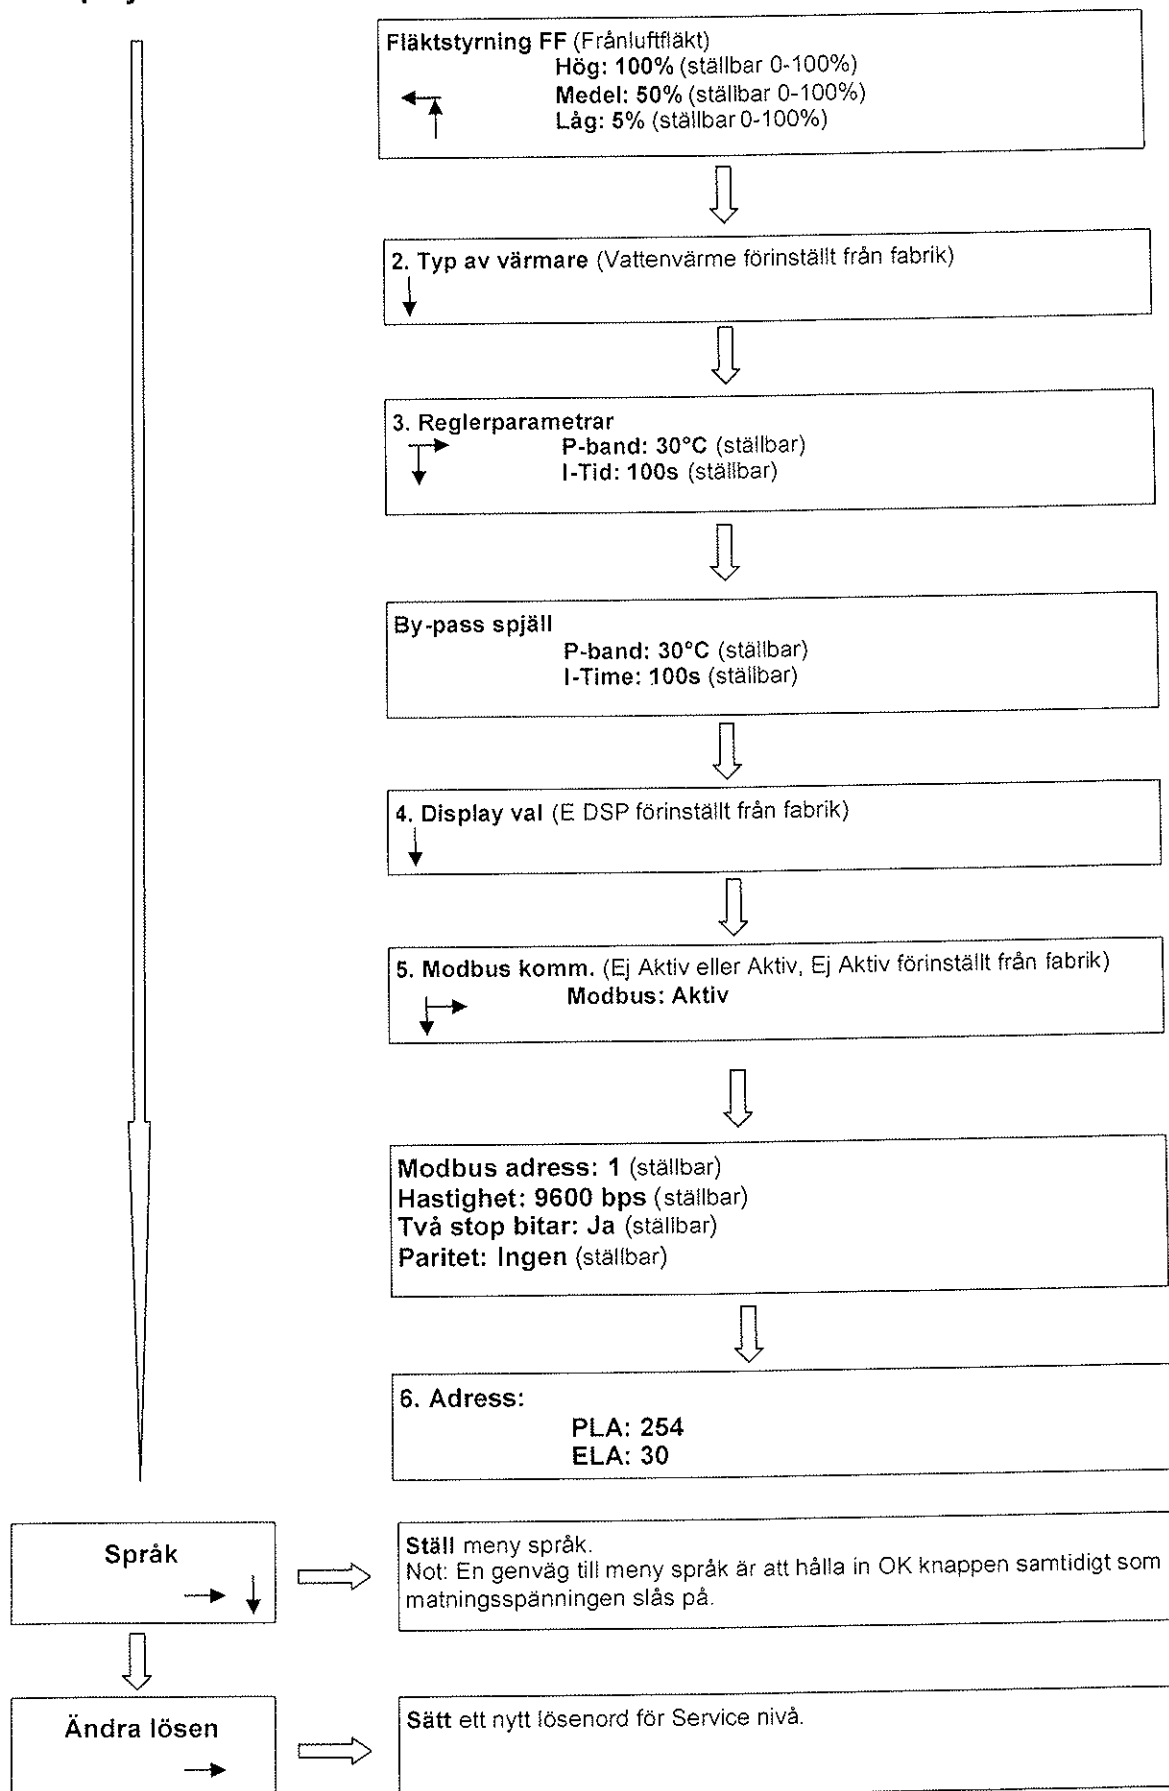 Fläktstyrning FF (Frånluftfläkt)
Hög: 100% (ställbar 0-100%)
Medel: 50% (ställbar 0-100%)
Låg: 5% (ställbar 0-100%)
2. Typ av värmare (Vattenvärme förinställt från fabrik)
3. Reglerparametrar
P-band: 30°C (ställbar)
I-Tid: 100s (ställbar)
By-pass spjäll
P-band: 30°C (ställbar)
I-Time: 100s (ställbar)
4. Display val (E DSP förinställt från fabrik)
5. Modbus komm. (Ej Aktiv eller Aktiv, Ej Aktiv förinställt från fabrik)
Modbus: Aktiv
Modbus adress: 1 (ställbar)
Hastighet: 9600 bps (ställbar)
Två stop bitar: Ja (ställbar)
Paritet: Ingen (ställbar)
6. Adress:
PLA: 254
ELA: 30
Språk
Ställ meny språk.
Not: En genväg till meny språk är att hålla in OK knappen samtidigt som
matningsspänningen slås på.
Ändra lösen
Sätt ett nytt lösenord för Service nivå.